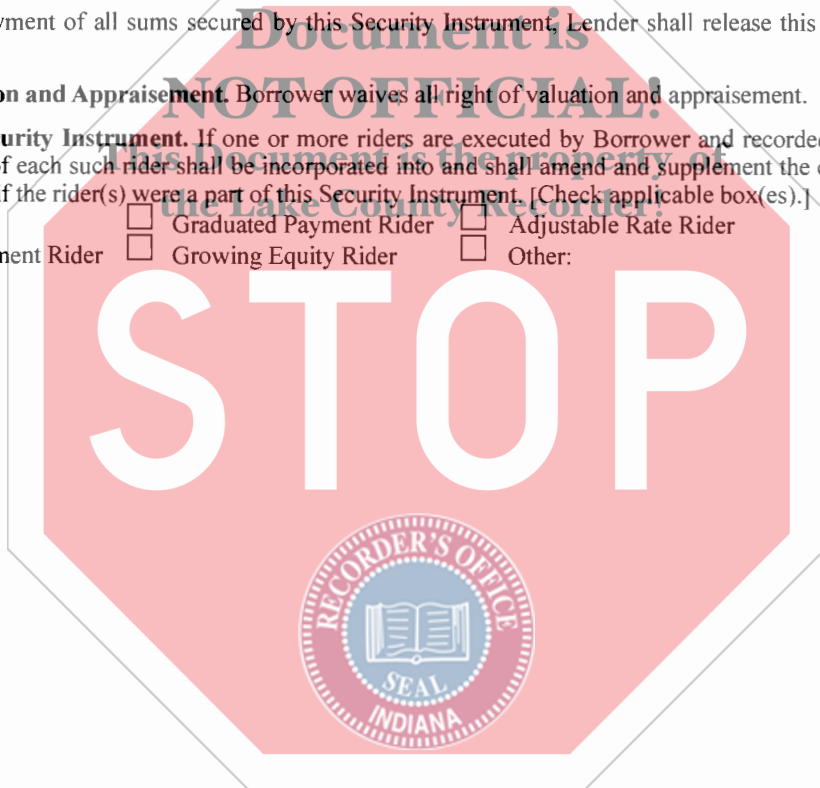 yment of all sums secured by this Security Instrument, Lender shall release this
Document is
NOT OFFICIAL!
on and Appraisement. Borrower waives all right of valuation and appraisement.
urity Instrument. If one or more riders are executed by Borrower and recorded
This Document is the property of
of each such rider shall be incorporated into and shall amend and supplement the c
if the rider(s) were a part of this Security Instrument. [Check applicable box(es).]
the Lake County Recorder!
Graduated Payment Rider Adjustable Rate Rider
ment Rider Growing Equity Rider Other:
STOP
RECORDER'S OFFICE
SEAL
INDIANA